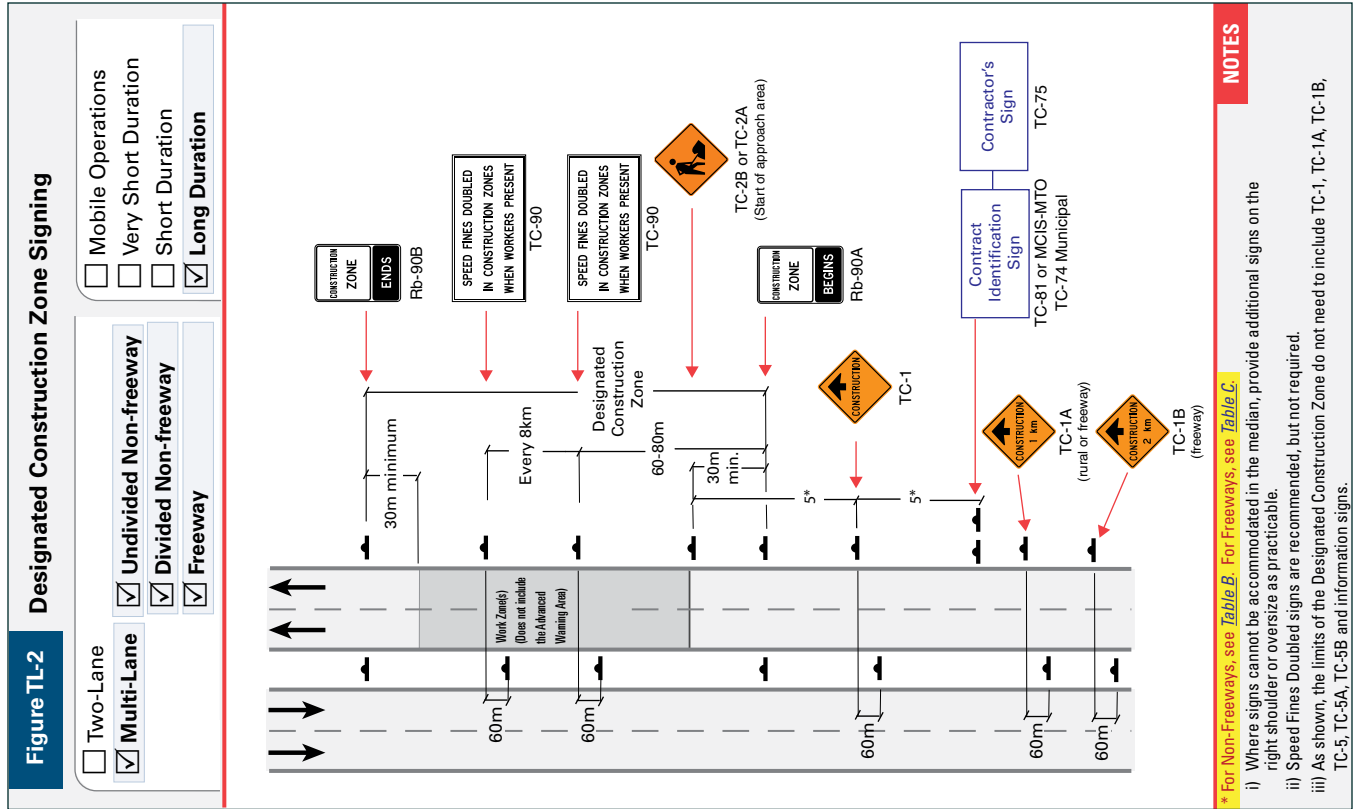 Figure TL-2
Designated Construction Zone Signing
Two-Lane
Multi-Lane
Undivided Non-freeway
Divided Non-freeway
Freeway
Mobile Operations
Very Short Duration
Short Duration
Long Duration
CONSTRUCTION
ZONE
ENDS
Rb-90B
SPEED FINES DOUBLED
IN CONSTRUCTION ZONES
WHEN WORKERS PRESENT
TC-90
SPEED FINES DOUBLED
IN CONSTRUCTION ZONES
WHEN WORKERS PRESENT
TC-90
TC-2B or TC-2A
(Start of approach area)
CONSTRUCTION
ZONE
BEGINS
Rb-90A
CONSTRUCTION
TC-1
Contract
Identification
Sign
TC-81 or MCIS-MTO
TC-74 Municipal
Contractor's
Sign
TC-75
CONSTRUCTION
1 km
TC-1A
(rural or freeway)
CONSTRUCTION
2 km
TC-1B
(freeway)
30m minimum
Every 8km
Designated
Construction
Zone
60-80m
30m
min.
5*
5*
Work Zone(s)
(Does not include
the Advanced
Warning Area)
60m
60m
60m
60m
60m
NOTES
* For Non-Freeways, see Table B. For Freeways, see Table C.
i) Where signs cannot be accommodated in the median, provide additional signs on the
right shoulder or oversize as practicable.
ii) Speed Fines Doubled signs are recommended, but not required.
iii) As shown, the limits of the Designated Construction Zone do not need to include TC-1, TC-1A, TC-1B,
TC-5, TC-5A, TC-5B and information signs.